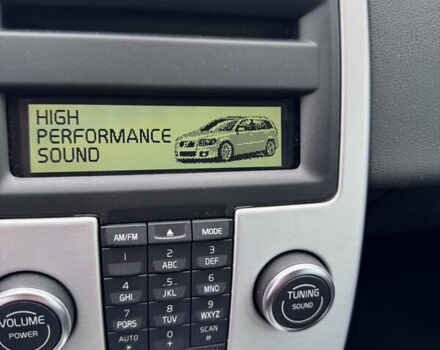 HIGH
PERFORMANCE
SOUND
AM/FM
MODE
1
2
ABC
3
DEF
4
GHI
.5.
JKL
6
MNO
7
PQRS
8
TUV
9
WXYZ
AUTO
*
0
+
SCAN
#
VOLUME
POWER
TUNING
SOUND